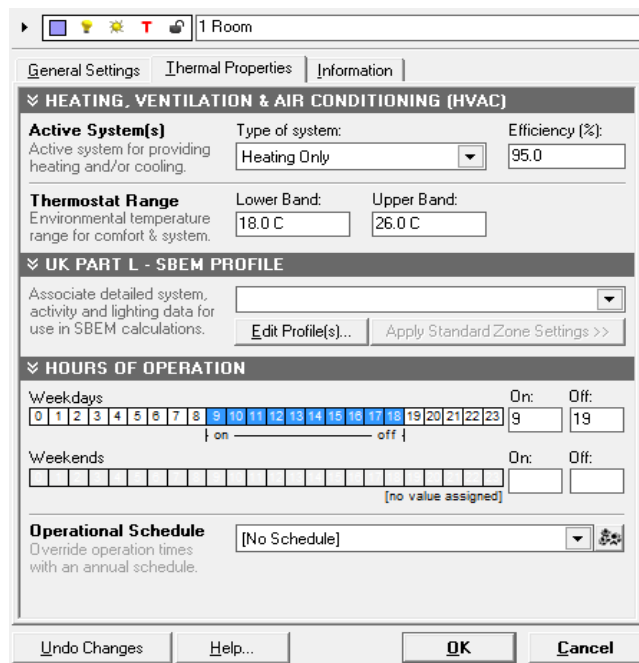 T 1 Room
General Settings Thermal Properties Information
HEATING, VENTILATION & AIR CONDITIONING (HVAC)
Active System(s) Type of system: Efficiency (%):
Active system for providing
heating and/or cooling.
Heating Only 95.0
Thermostat Range Lower Band: Upper Band:
Environmental temperature
range for comfort & system.
18.0 C 26.0 C
UK PART L - SBEM PROFILE
Associate detailed system,
activity and lighting data for
use in SBEM calculations.
Edit Profile(s)... Apply Standard Zone Settings >>
HOURS OF OPERATION
Weekdays On: Off:
0 1 2 3 4 5 6 7 8 9 10 11 12 13 14 15 16 17 18 19 20 21 22 23 9 19
on off
Weekends On: Off:
[no value assigned]
Operational Schedule
Override operation times
with an annual schedule.
[No Schedule]
Undo Changes Help... OK Cancel